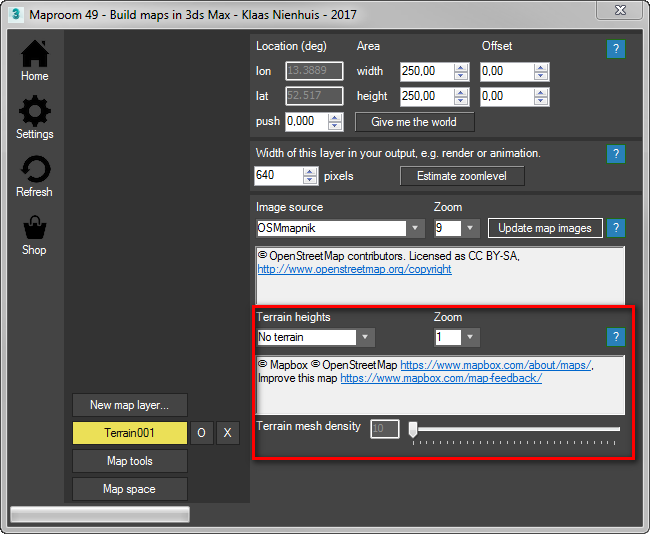 3 Maproom 49 - Build maps in 3ds Max - Klaas Nienhuis - 2017 X
Home
Settings
Refresh
Shop
New map layer...
Terrain001 O X
Map tools
Map space
Location (deg) Area Offset ?
lon 13.3889 width 250,00 0,00
lat 52.517 height 250,00 0,00
push 0,000 Give me the world
Width of this layer in your output, e.g. render or animation. ?
640 pixels Estimate zoomlevel
Image source Zoom
OSMmapnik 9 Update map images ?
© OpenStreetMap contributors. Licensed as CC BY-SA,
http://www.openstreetmap.org/copyright
Terrain heights Zoom
No terrain 1 ?
© Mapbox © OpenStreetMap https://www.mapbox.com/about/maps/,
Improve this map https://www.mapbox.com/map-feedback/
Terrain mesh density 10